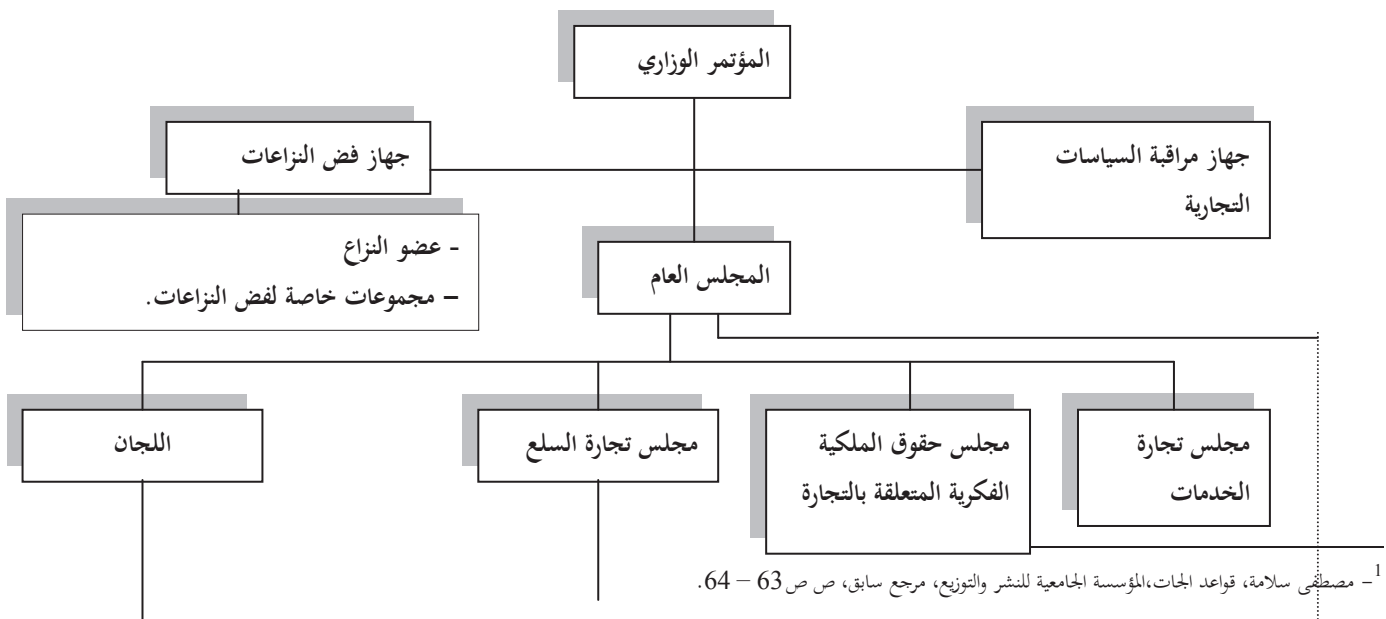 المؤتمر الوزاري
جهاز مراقبة السياسات
التجارية
جهاز فض النزاعات
- عضو النزاع
– مجموعات خاصة لفض النزاعات.
المجلس العام
مجلس تجارة
الخدمات
مجلس حقوق الملكية
الفكرية المتعلقة بالتجارة
مجلس تجارة السلع
اللجان
1– مصطفى سلامة، قواعد الجات،المؤسسة الجامعية للنشر والتوزيع، مرجع سابق، ص ص 63 – 64.